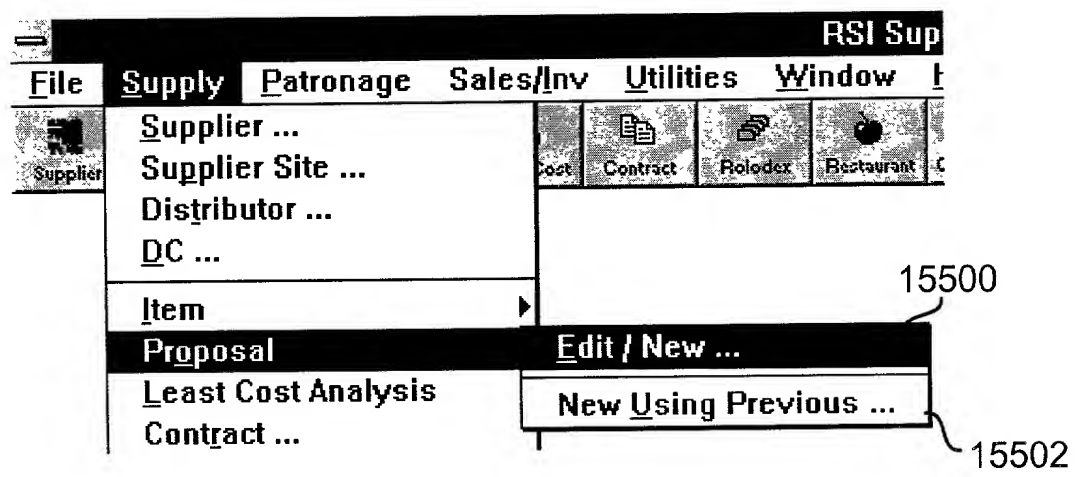 RSI Sup
File Supply Patronage Sales/Inv Utilities Window
Supplier Cost Contract Rolodex Restaurant
Supplier ...
Supplier Site ...
Distributor ...
DC ...
15500
Item
Proposal Edit / New ...
Least Cost Analysis New Using Previous ...
Contract ...
15502